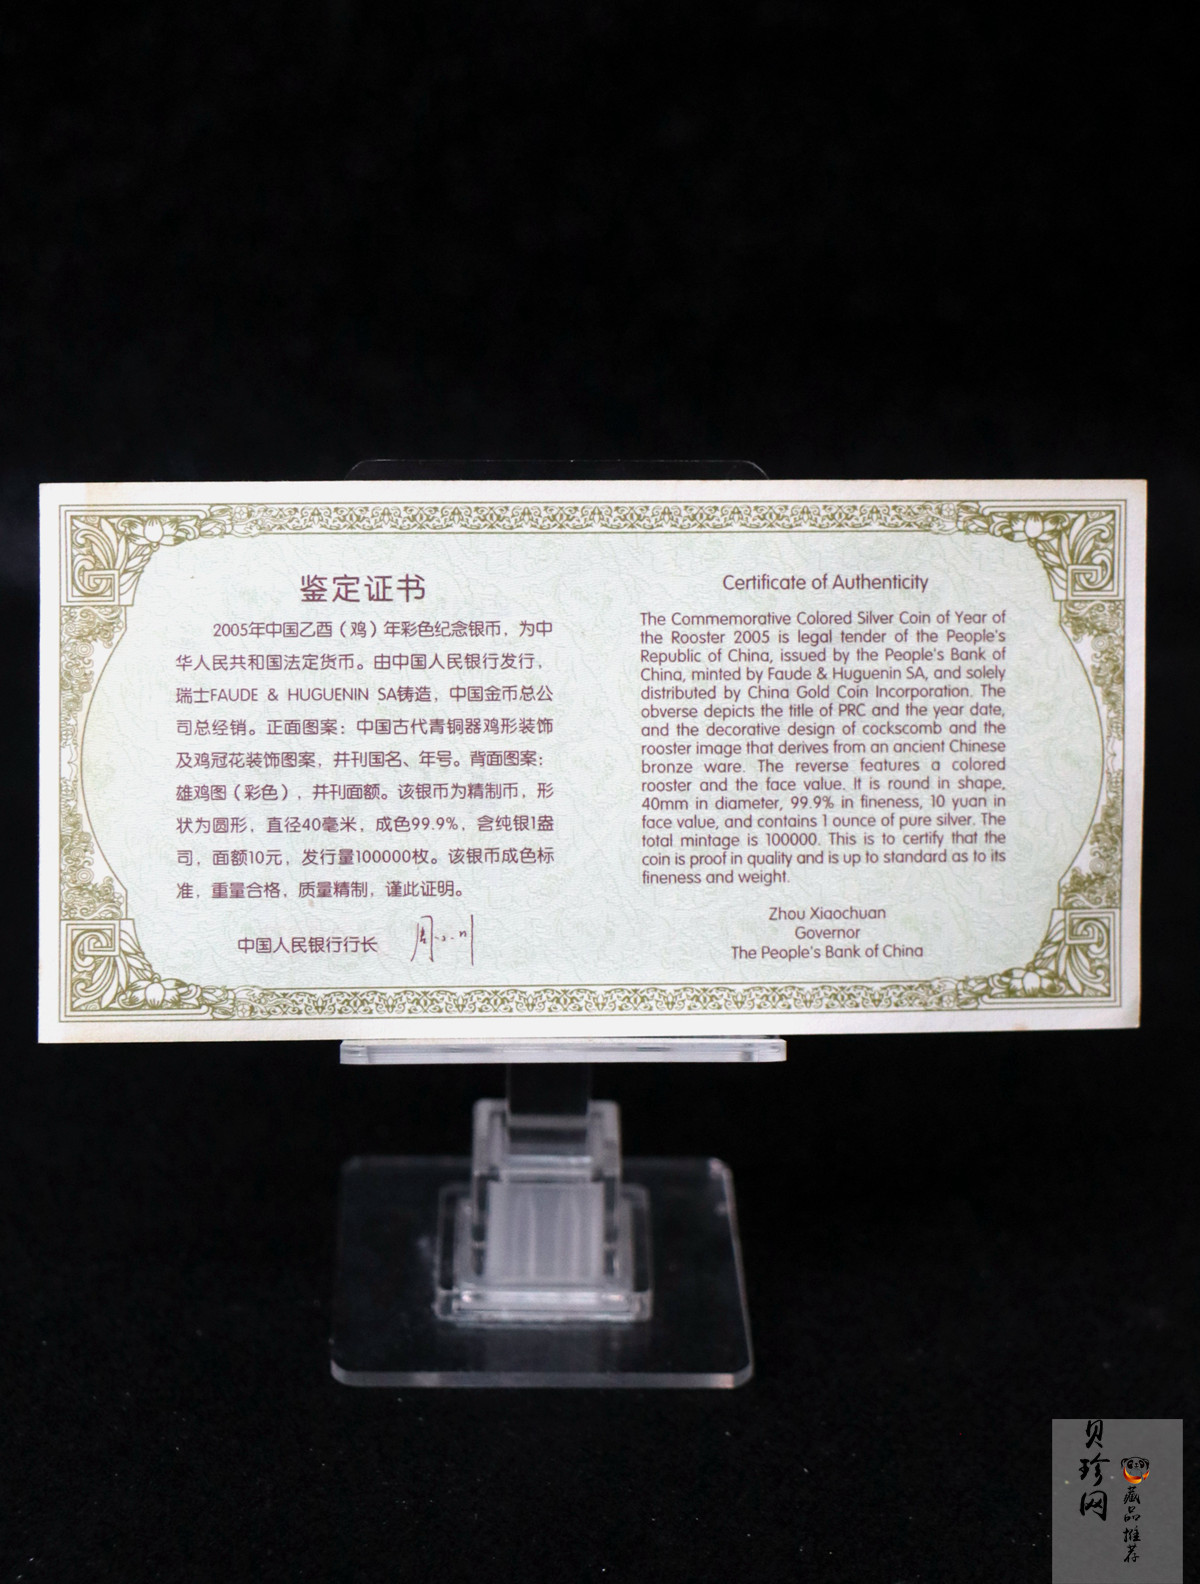 鉴定证书
2005年中国乙酉（鸡）年彩色纪念银币，为中
华人民共和国法定货币。由中国人民银行发行，
瑞士FAUDE & HUGUENIN SA铸造，中国金币总公
司总经销。正面图案：中国古代青铜器鸡形装饰
及鸡冠花装饰图案，并刊国名、年号。背面图案：
雄鸡图（彩色），并刊面额。该银币为精制币，形
状为圆形，直径40毫米，成色99.9%，含纯银1盎
司，面额10元，发行量100000枚。该银币成色标
准，重量合格，质量精制，谨此证明。
中国人民银行行长
Certificate of Authenticity
The Commemorative Colored Silver Coin of Year of
the Rooster 2005 is legal tender of the People's
Republic of China, issued by the People's Bank of
China, minted by Faude & Huguenin SA, and solely
distributed by China Gold Coin Incorporation. The
obverse depicts the title of PRC and the year date,
and the decorative design of cockscomb and the
rooster image that derives from an ancient Chinese
bronze ware. The reverse features a colored
rooster and the face value. It is round in shape,
40mm in diameter, 99.9% in fineness, 10 yuan in
face value, and contains 1 ounce of pure silver. The
total mintage is 100000. This is to certify that the
coin is proof in quality and is up to standard as to its
fineness and weight.
Zhou Xiaochuan
Governor
The People's Bank of China
贝珍网
藏品推荐